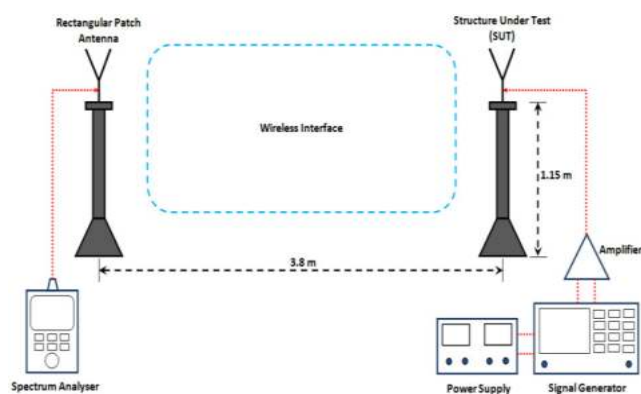 Rectangular Patch
Antenna
Structure Under Test
(SUT)
Wireless Interface
1.15 m
3.8 m
Amplifier
Spectrum Analyser
Power Supply
Signal Generator